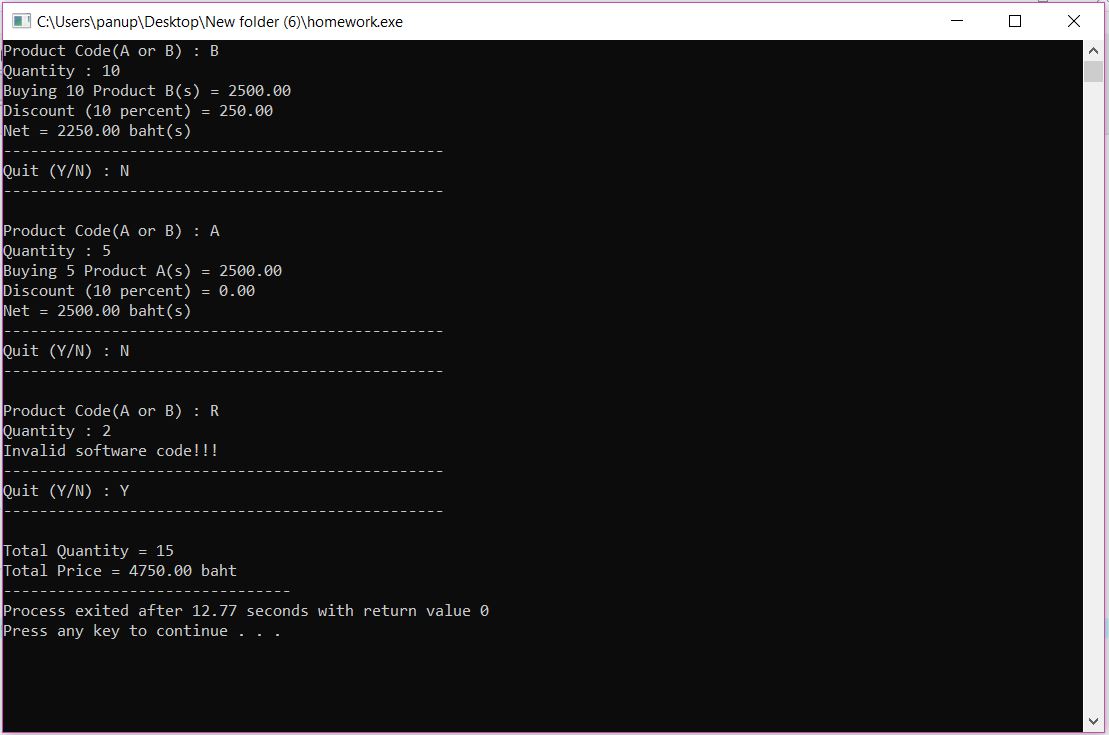 C:\Users\panup\Desktop\New folder (6)\homework.exe
Product Code(A or B) : B
Quantity : 10
Buying 10 Product B(s) = 2500.00
Discount (10 percent) = 250.00
Net = 2250.00 baht(s)
-------------------------------------------------
Quit (Y/N) : N
-------------------------------------------------
Product Code(A or B) : A
Quantity : 5
Buying 5 Product A(s) = 2500.00
Discount (10 percent) = 0.00
Net = 2500.00 baht(s)
-------------------------------------------------
Quit (Y/N) : N
-------------------------------------------------
Product Code(A or B) : R
Quantity : 2
Invalid software code!!!
-------------------------------------------------
Quit (Y/N) : Y
-------------------------------------------------
Total Quantity = 15
Total Price = 4750.00 baht
--------------------------------
Process exited after 12.77 seconds with return value 0
Press any key to continue . . .